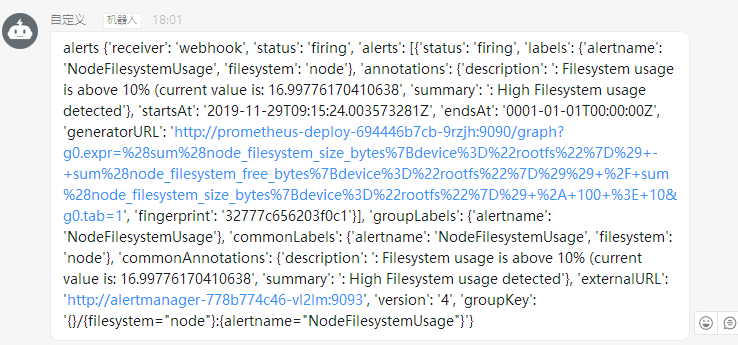 自定义 机器人 18:01
alerts {'receiver': 'webhook', 'status': 'firing', 'alerts': [{'status': 'firing', 'labels': {'alertname':
'NodeFilesystemUsage', 'filesystem': 'node'}, 'annotations': {'description': ': Filesystem usage
is above 10% (current value is: 16.99776170410638', 'summary': ': High Filesystem usage
detected'}, 'startsAt': '2019-11-29T09:15:24.003573281Z', 'endsAt': '0001-01-01T00:00:00Z',
'generatorURL': 'http://prometheus-deploy-694446b7cb-9rzjh:9090/graph?
g0.expr=%28sum%28node_filesystem_size_bytes%7Bdevice%3D%22rootfs%22%7D%29+-
+sum%28node_filesystem_free_bytes%7Bdevice%3D%22rootfs%22%7D%29%29+%2F+sum
%28node_filesystem_size_bytes%7Bdevice%3D%22rootfs%22%7D%29+%2A+100+%3E+10&
g0.tab=1', 'fingerprint': '32777c656203f0c1'}], 'groupLabels': {'alertname':
'NodeFilesystemUsage'}, 'commonLabels': {'alertname': 'NodeFilesystemUsage', 'filesystem':
'node'}, 'commonAnnotations': {'description': ': Filesystem usage is above 10% (current
value is: 16.99776170410638', 'summary': ': High Filesystem usage detected'}, 'externalURL':
'http://alertmanager-778b774c46-vl2lm:9093', 'version': '4', 'groupKey':
'{}/{filesystem="node"}:{alertname="NodeFilesystemUsage"}'}